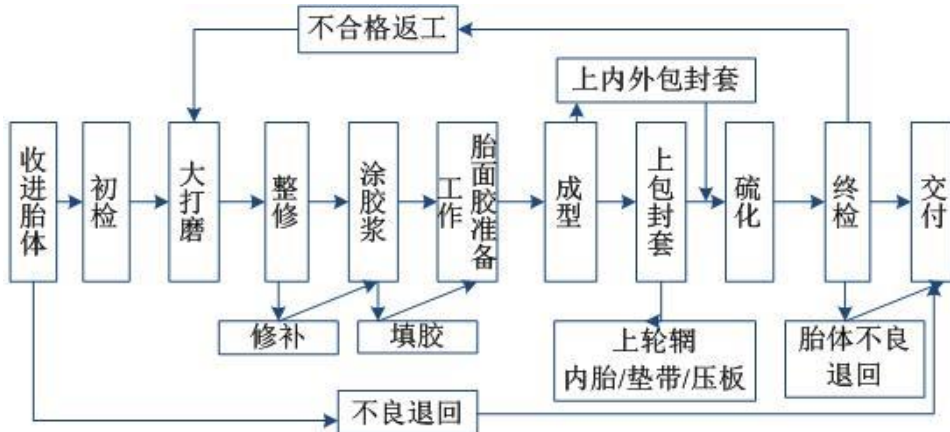 不合格返工
上内外包封套
收进胎体
初检
大打磨
整修
涂胶浆
胎面胶准备
工作
成型
上包封套
硫化
终检
交付
修补
填胶
上轮辋
内胎/垫带/压板
胎体不良
退回
不良退回